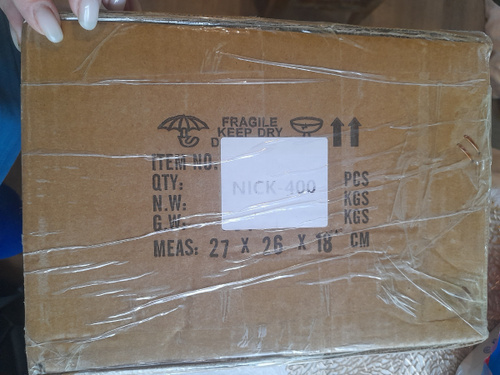 FRAGILE
KEEP DRY
D
ITEM NO.
QTY: PCS
N.W: KGS
G.W: KGS
NICK-400
MEAS: 27 X 26 X 18 CM